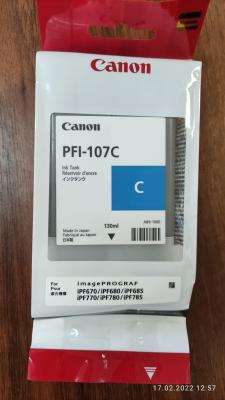 Canon
Canon
PFI-107C
Ink Tank
Réservoir d'encre
インクタンク
C
130ml
Made in Japan
Fabriqué au Japon
日本製
For
Pour
適合機種
imagePROGRAF
iPF670/iPF680/iPF685
iPF770/iPF780/iPF785
17.02.2022 12:57